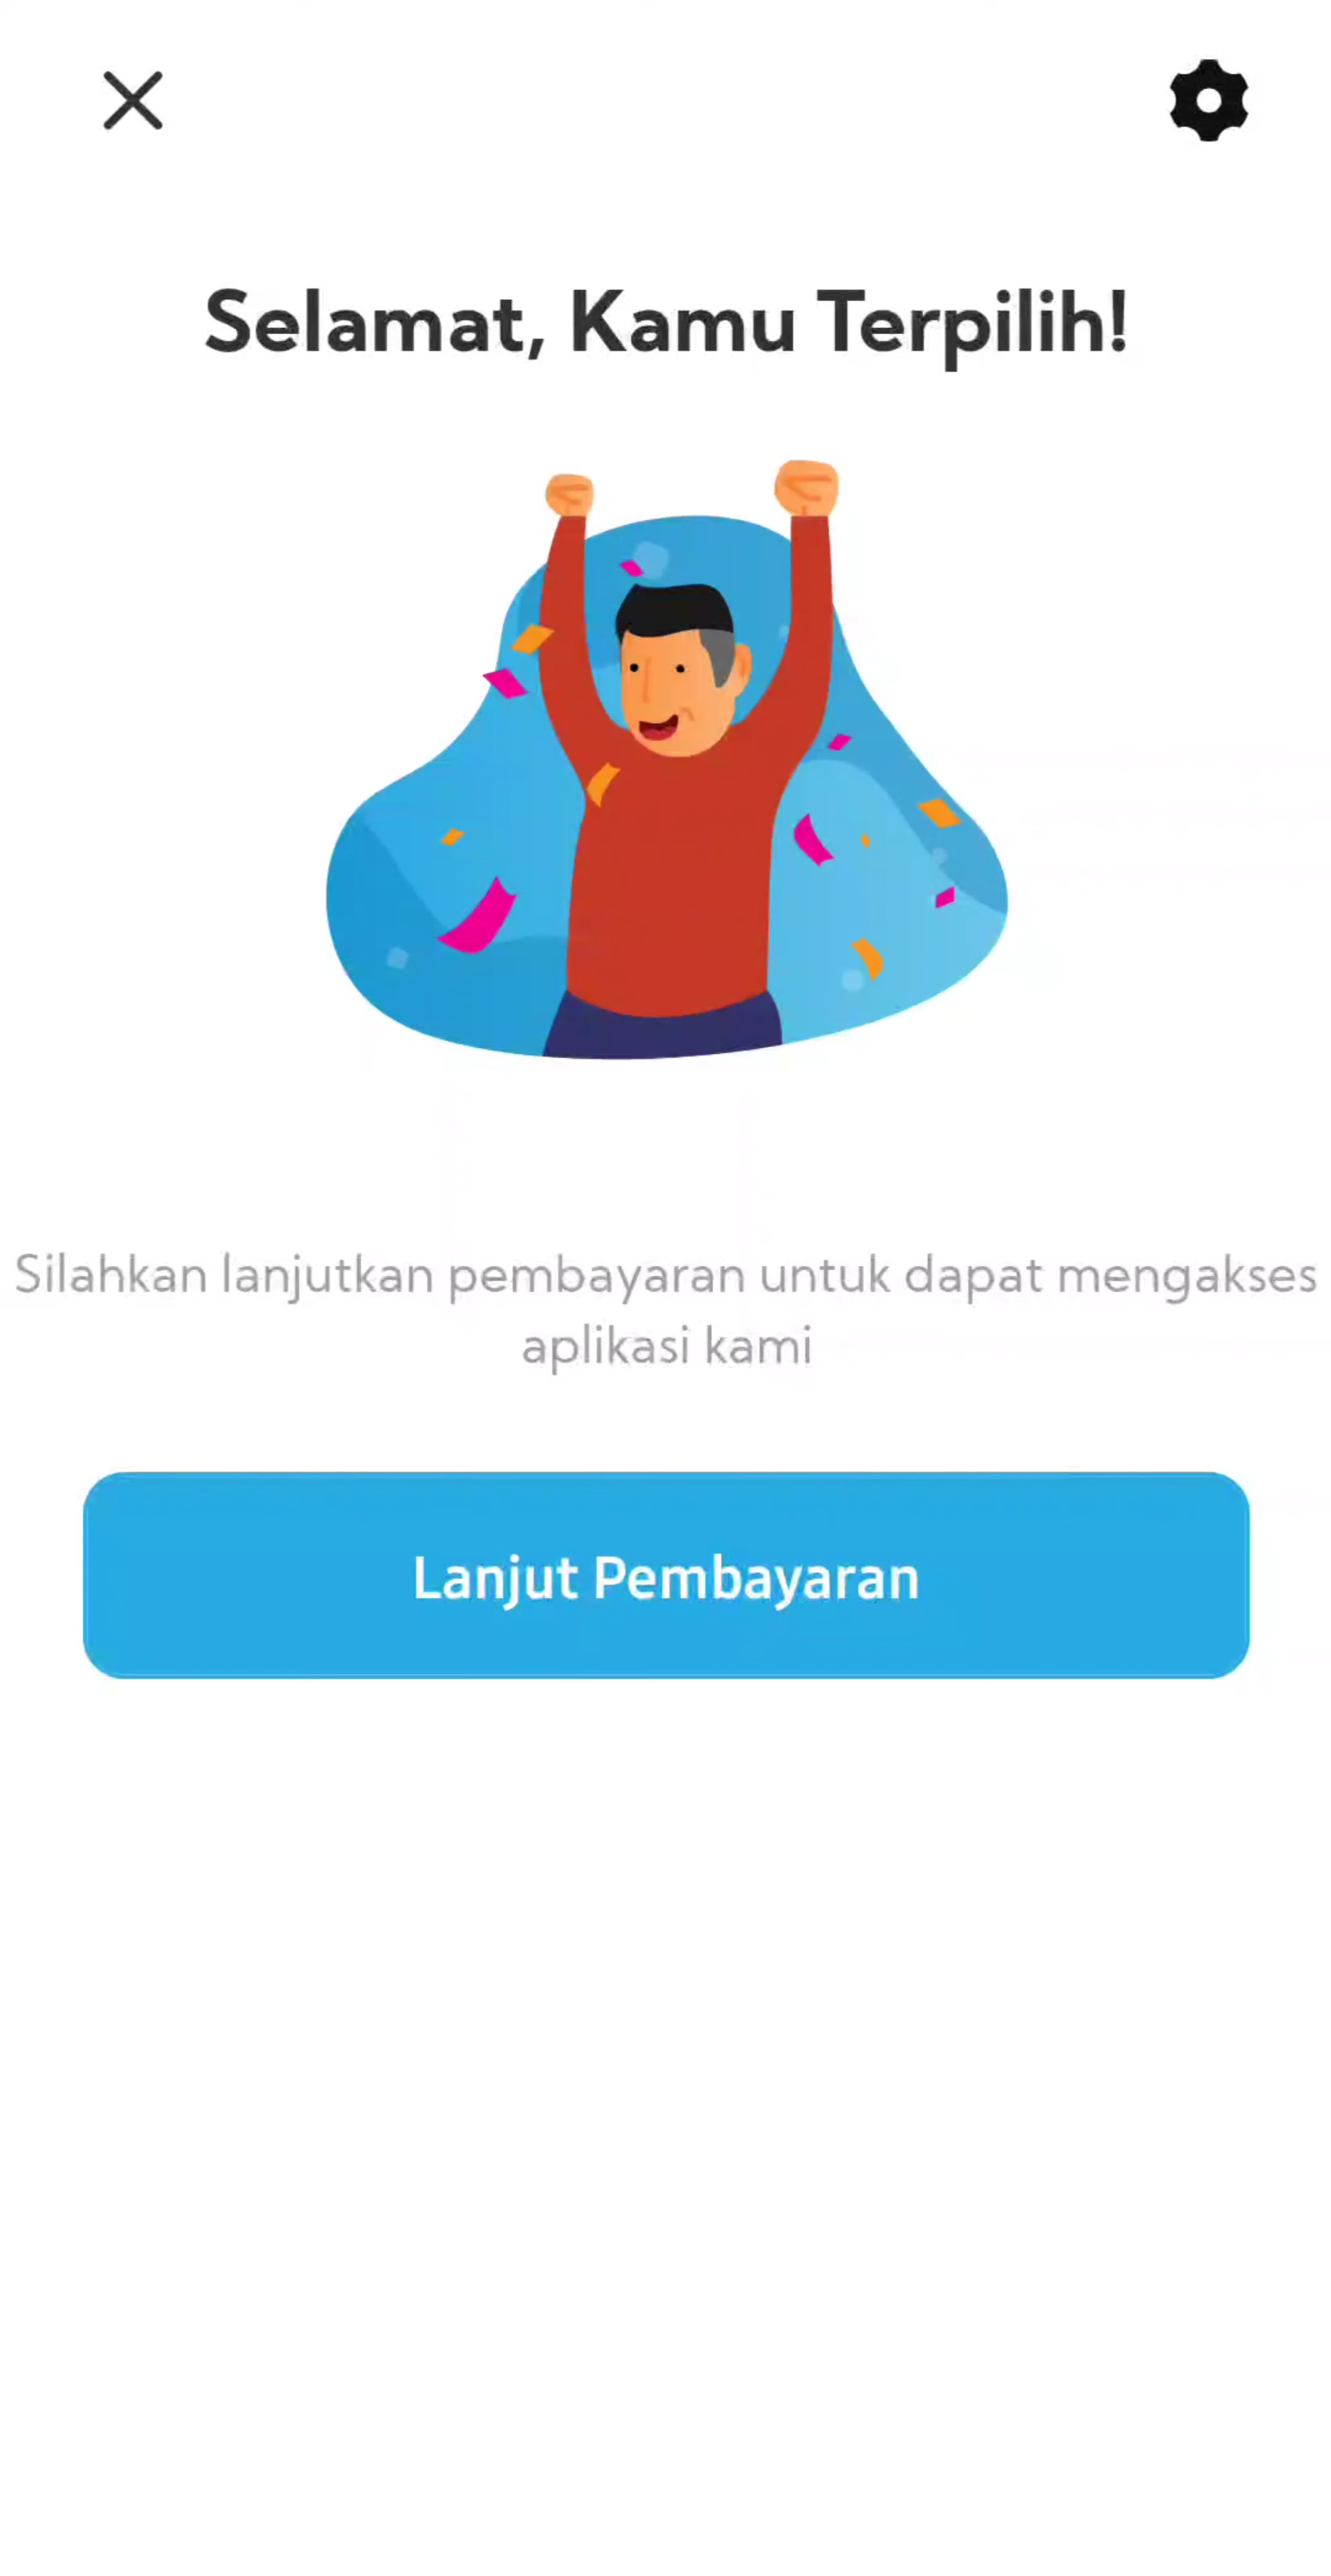 Selamat, Kamu Terpilih!
Silahkan lanjutkan pembayaran untuk dapat mengakses
aplikasi kami
Lanjut Pembayaran